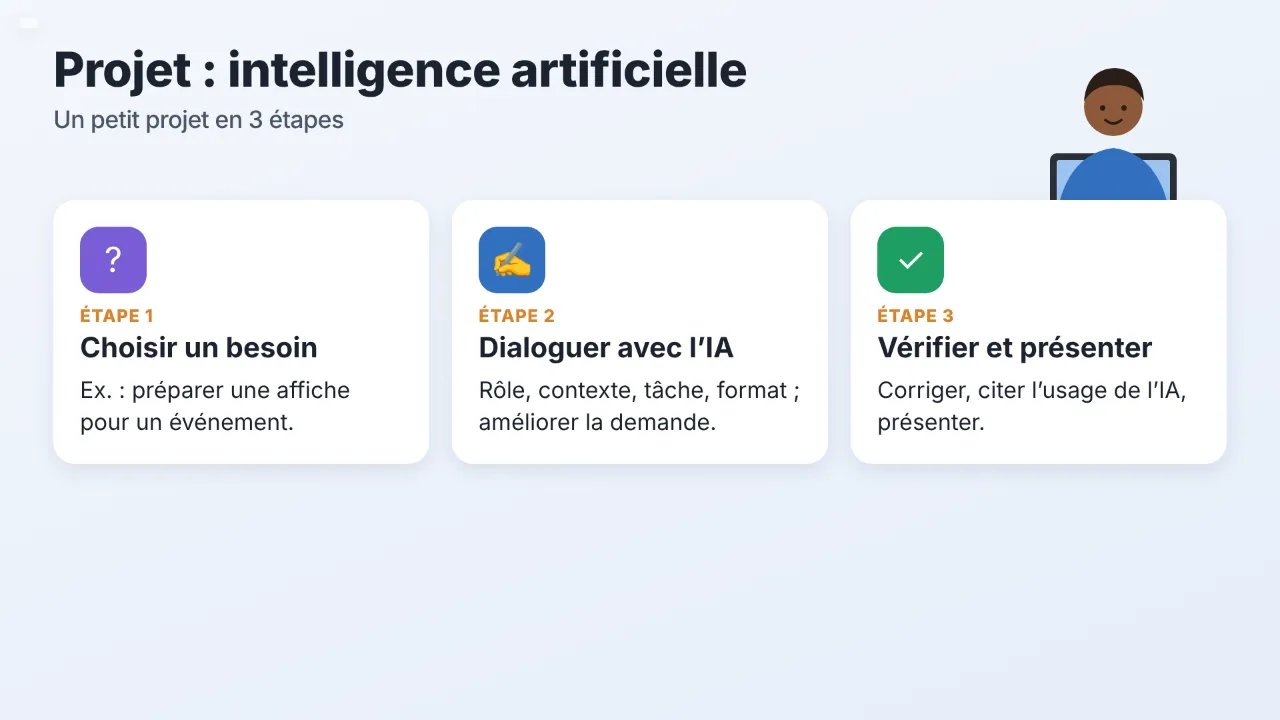 Projet : intelligence artificielle
Un petit projet en 3 étapes
?
ÉTAPE 1
Choisir un besoin
Ex. : préparer une affiche
pour un événement.
ÉTAPE 2
Dialoguer avec l’IA
Rôle, contexte, tâche, format ;
améliorer la demande.
ÉTAPE 3
Vérifier et présenter
Corriger, citer l’usage de l’IA,
présenter.